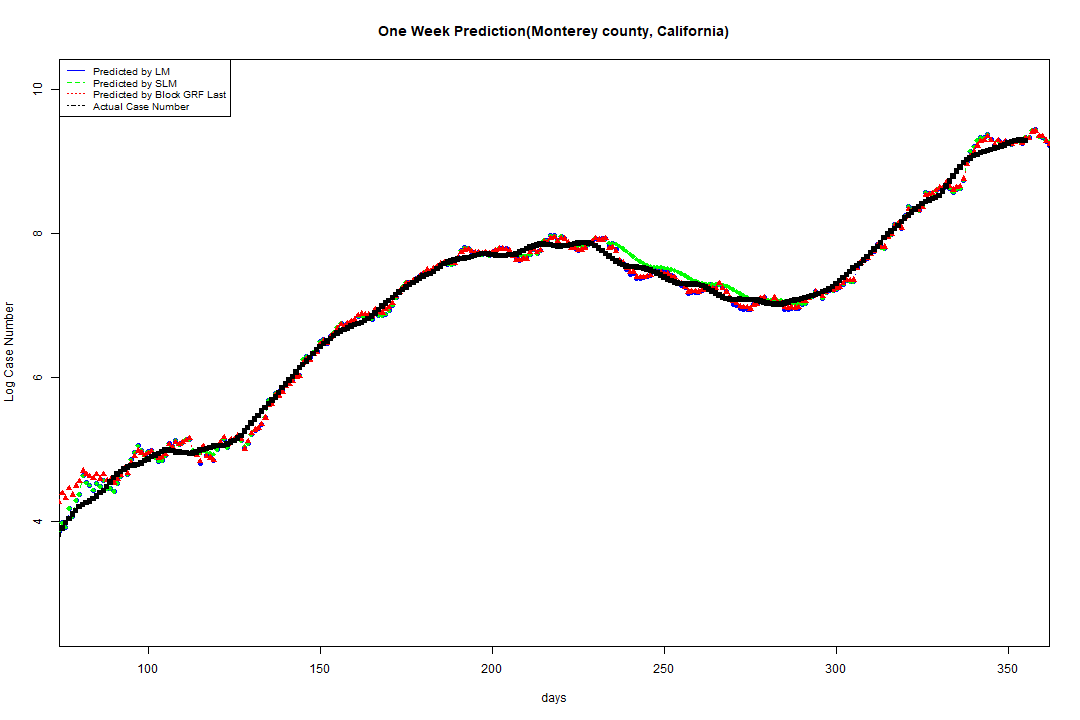 One Week Prediction(Monterey county, California)
Predicted by LM
Predicted by SLM
Predicted by Block GRF Last
Actual Case Number
10
8
6
4
Log Case Number
100
150
200
250
300
350
days